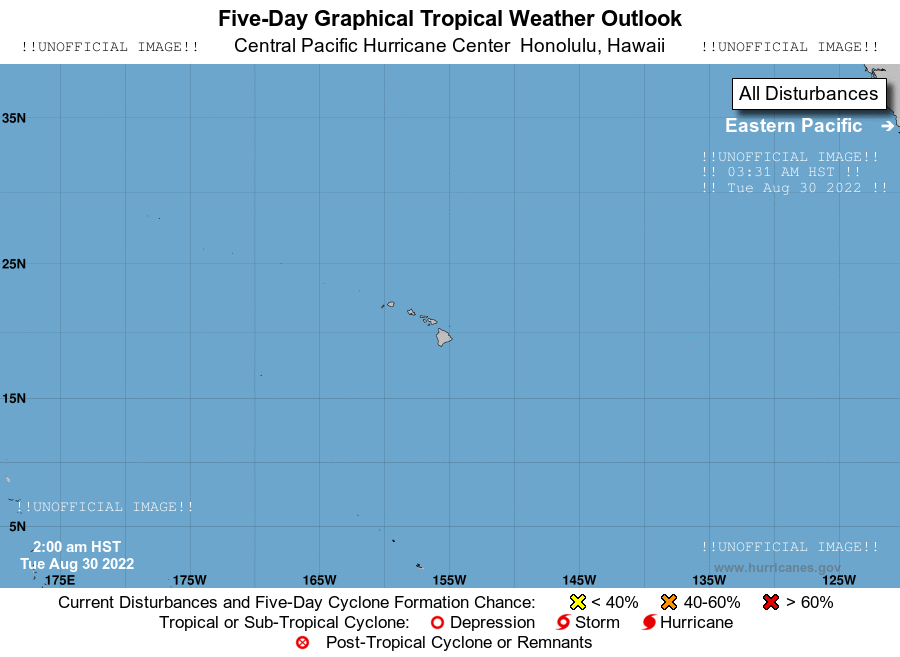 Five-Day Graphical Tropical Weather Outlook
!!UNOFFICIAL IMAGE!! Central Pacific Hurricane Center Honolulu, Hawaii !!UNOFFICIAL IMAGE!!
All Disturbances
35N
Eastern Pacific
!!UNOFFICIAL IMAGE!!
!! 03:31 AM HST !!
!! Tue Aug 30 2022 !!
25N
15N
!!UNOFFICIAL IMAGE!!
5N
2:00 am HST
!!UNOFFICIAL IMAGE!!
Tue Aug 30 2022
www.hurricanes.gov
175E 175W 165W 155W 145W 135W 125W
Current Disturbances and Five-Day Cyclone Formation Chance: < 40% 40-60% > 60%
Tropical or Sub-Tropical Cyclone: Depression Storm Hurricane
Post-Tropical Cyclone or Remnants